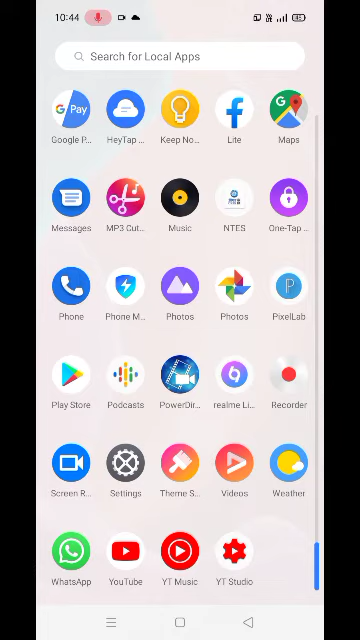 10:44
Search for Local Apps
Google P...
HeyTap ...
Keep No...
Lite
Maps
Messages
MP3 Cut...
Music
NTES
One-Tap ...
Phone
Phone M...
Photos
Photos
PixelLab
Play Store
Podcasts
PowerDir...
realme Li...
Recorder
Screen R...
Settings
Theme S...
Videos
Weather
WhatsApp
YouTube
YT Music
YT Studio